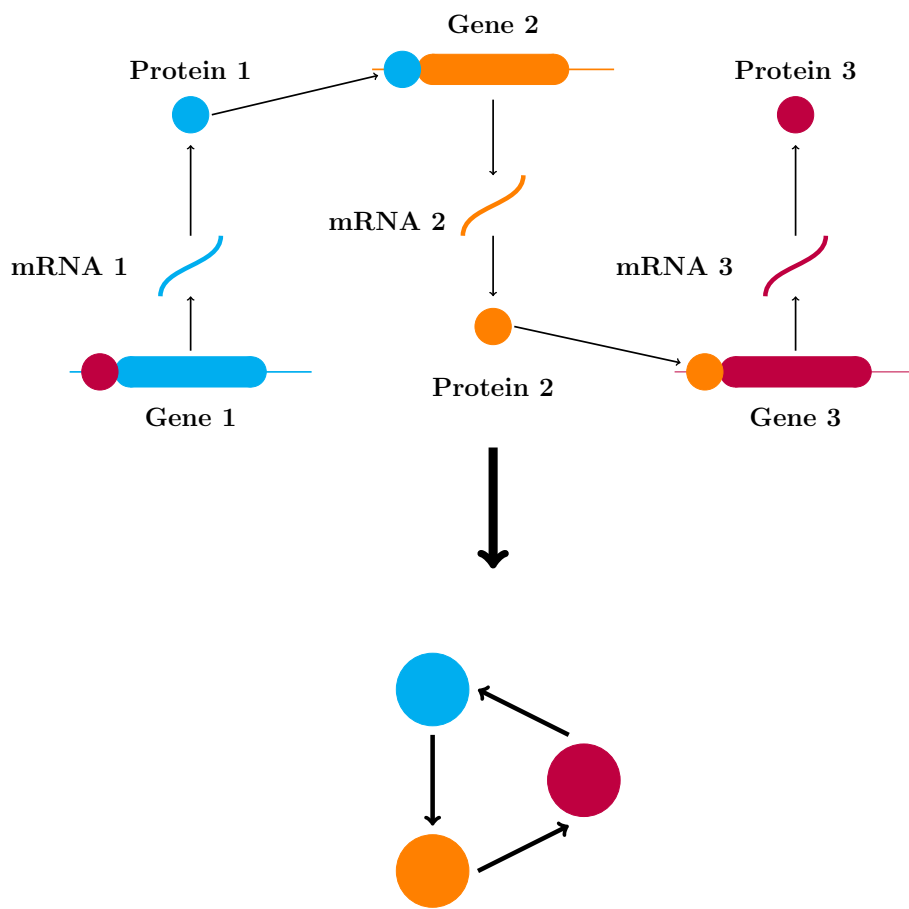 Gene 2
Protein 1
Protein 3
mRNA 2
mRNA 1
mRNA 3
Protein 2
Gene 1
Gene 3